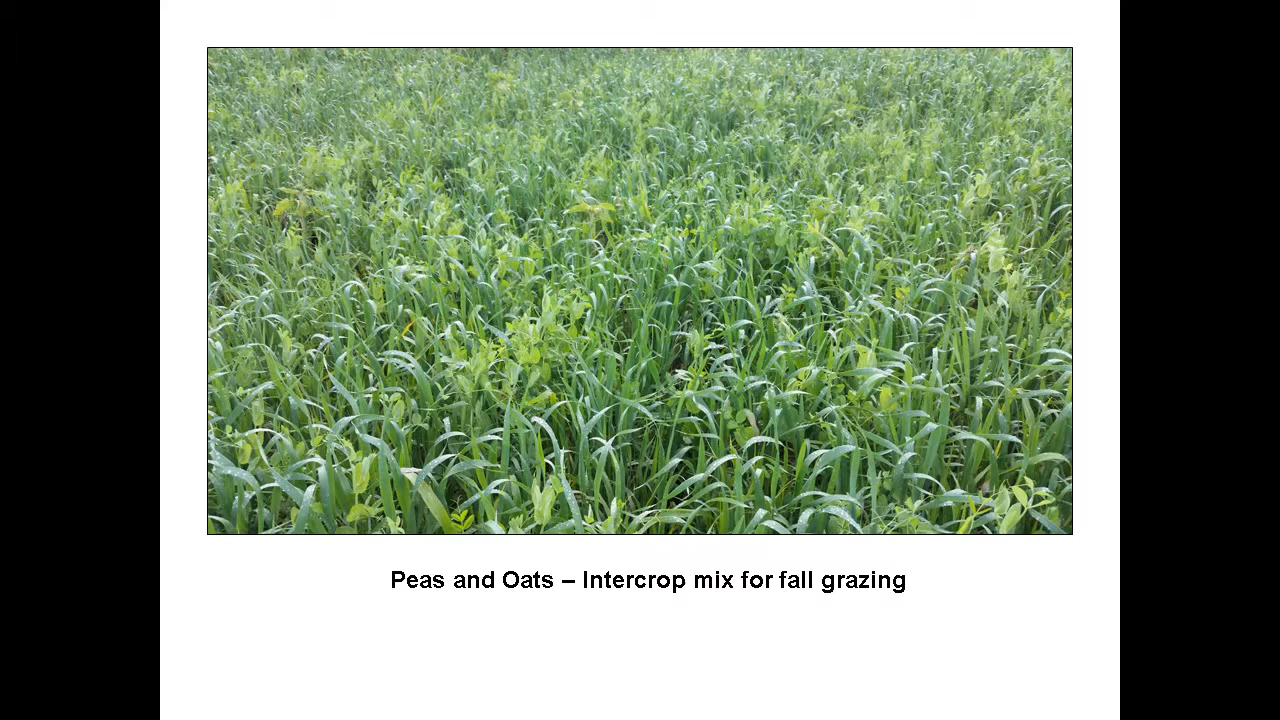 Peas and Oats – Intercrop mix for fall grazing